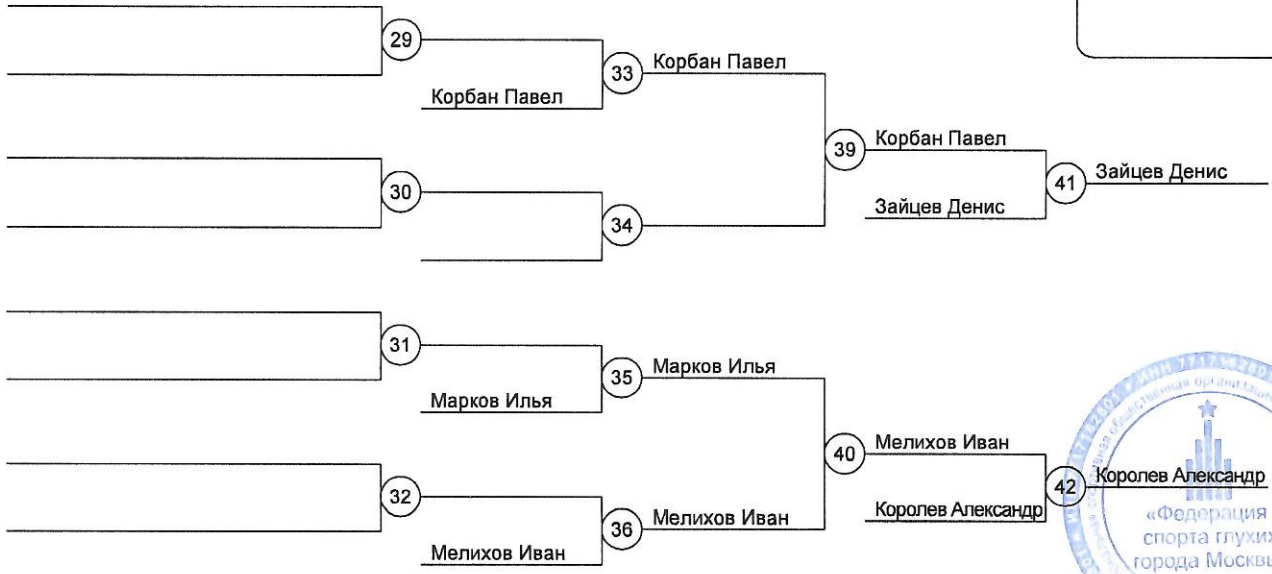 29
33 Корбан Павел
Корбан Павел
39 Корбан Павел
30
41 Зайцев Денис
34
Зайцев Денис
31
35 Марков Илья
Марков Илья
40 Мелихов Иван
32
42 Королев Александр
36 Мелихов Иван
Королев Александр
Мелихов Иван
«Федерация
спорта глухих
города Москвы